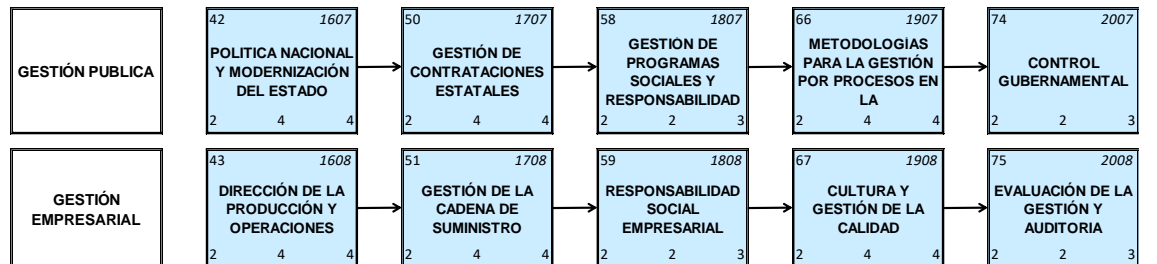 GESTIÓN PUBLICA
42 1607
POLITICA NACIONAL
Y MODERNIZACIÓN
DEL ESTADO
2 4 4
50 1707
GESTIÓN DE
CONTRATACIONES
ESTATALES
2 4 4
58 1807
GESTIÓN DE
PROGRAMAS
SOCIALES Y
RESPONSABILIDAD
2 2 3
66 1907
METODOLOGÍAS
PARA LA GESTIÓN
POR PROCESOS EN
LA
2 4 4
74 2007
CONTROL
GUBERNAMENTAL
2 2 3
GESTIÓN
EMPRESARIAL
43 1608
DIRECCIÓN DE LA
PRODUCCIÓN Y
OPERACIONES
2 4 4
51 1708
GESTIÓN DE LA
CADENA DE
SUMINISTRO
2 4 4
59 1808
RESPONSABILIDAD
SOCIAL
EMPRESARIAL
2 2 3
67 1908
CULTURA Y
GESTIÓN DE LA
CALIDAD
2 4 4
75 2008
EVALUACIÓN DE LA
GESTIÓN Y
AUDITORIA
2 2 3